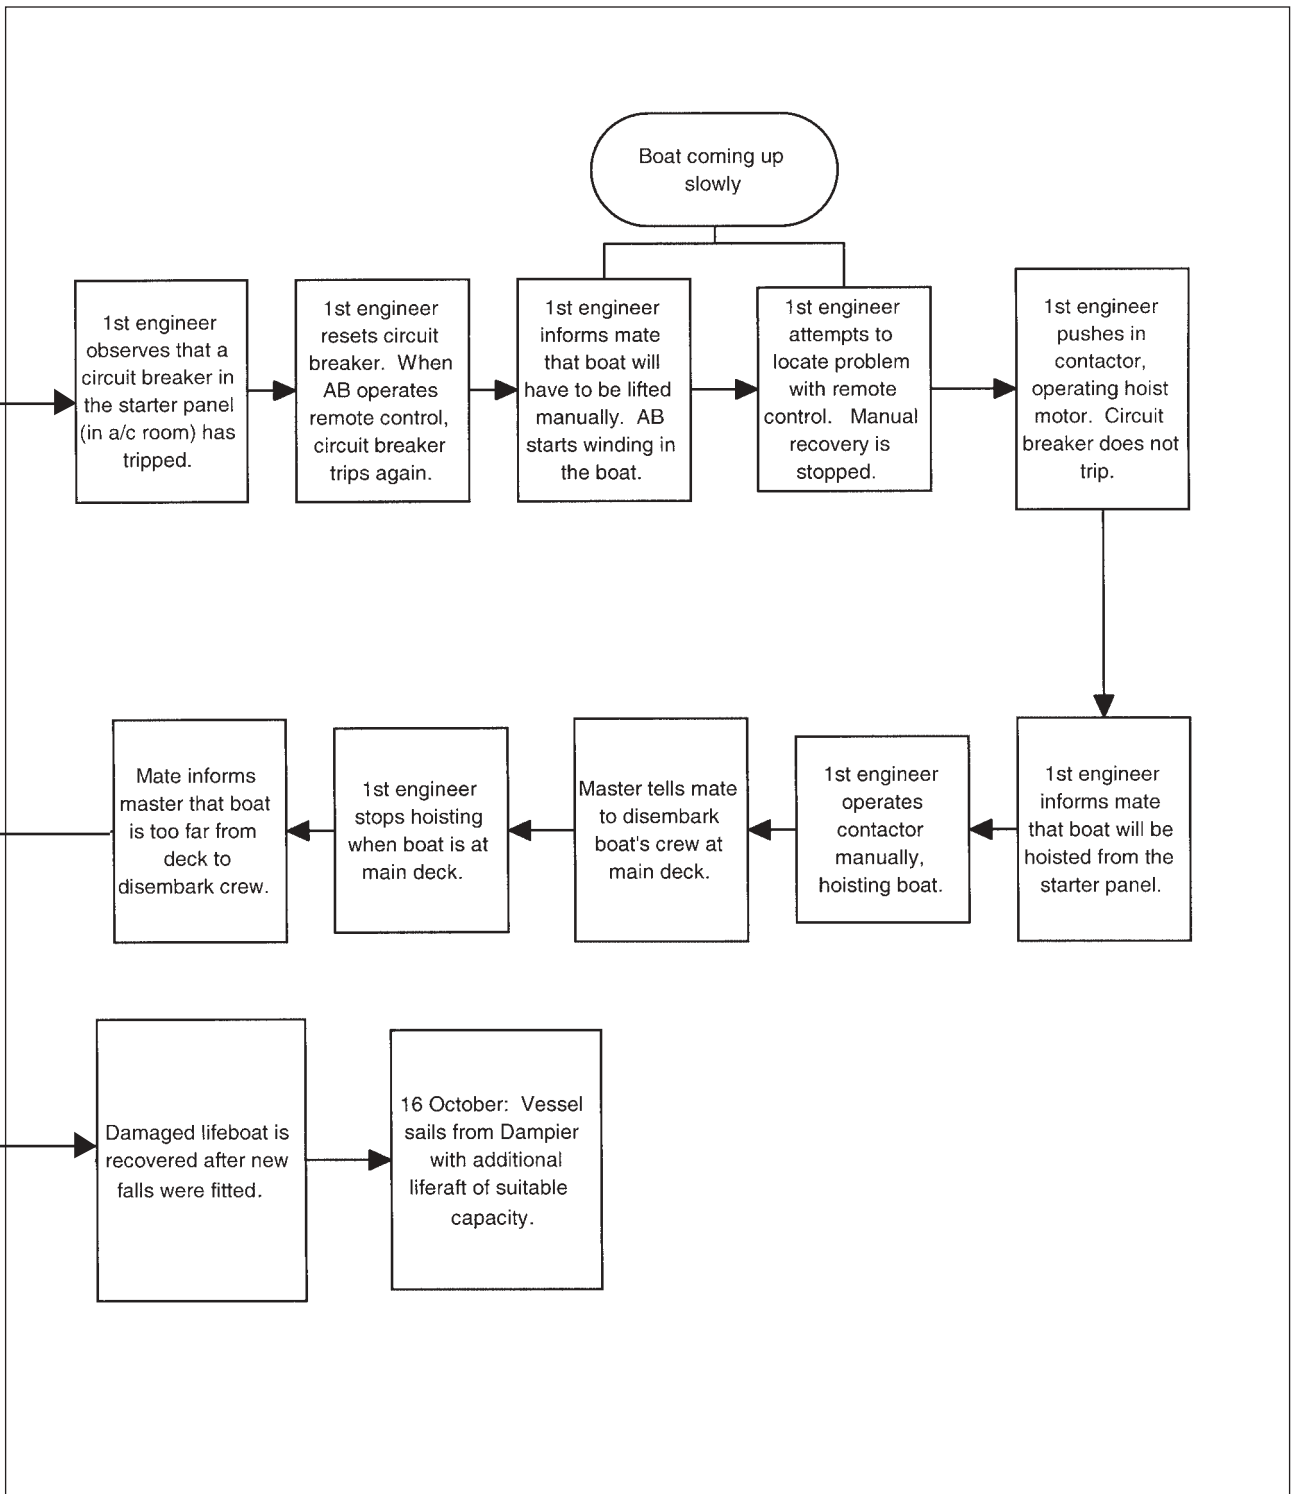 Boat coming up
slowly
1st engineer
observes that a
circuit breaker in
the starter panel
(in a/c room) has
tripped.
1st engineer
resets circuit
breaker. When
AB operates
remote control,
circuit breaker
trips again.
1st engineer
informs mate
that boat will
have to be lifted
manually. AB
starts winding in
the boat.
1st engineer
attempts to
locate problem
with remote
control. Manual
recovery is
stopped.
1st engineer
pushes in
contactor,
operating hoist
motor. Circuit
breaker does not
trip.
1st engineer
informs mate
that boat will be
hoisted from the
starter panel.
1st engineer
operates
contactor
manually,
hoisting boat.
Master tells mate
to disembark
boat's crew at
main deck.
1st engineer
stops hoisting
when boat is at
main deck.
Mate informs
master that boat
is too far from
deck to
disembark crew.
Damaged lifeboat is
recovered after new
falls were fitted.
16 October: Vessel
sails from Dampier
with additional
liferaft of suitable
capacity.